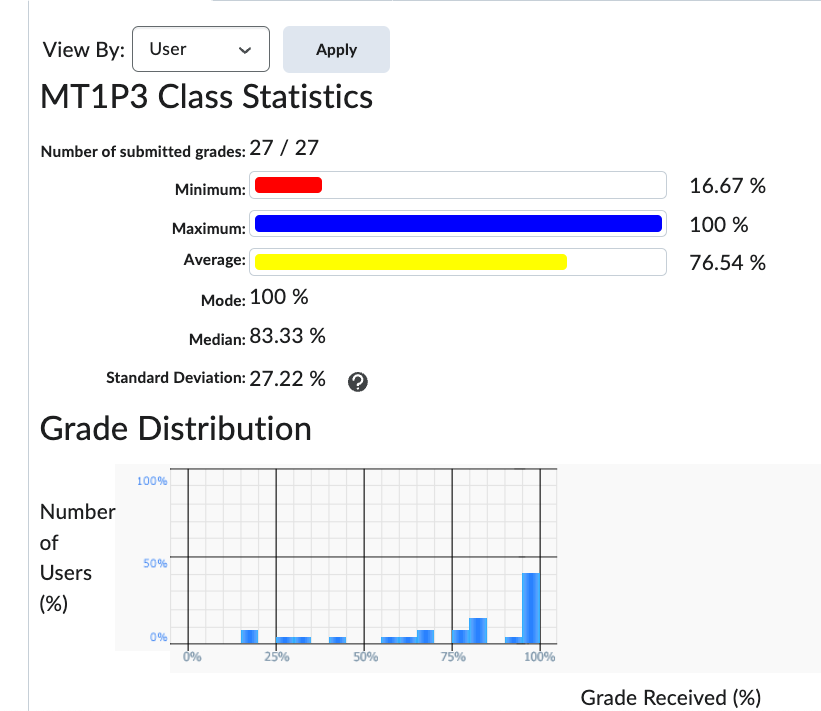 View By: User Apply
MT1P3 Class Statistics
Number of submitted grades: 27 / 27
Minimum: 16.67 %
Maximum: 100 %
Average: 76.54 %
Mode: 100 %
Median: 83.33 %
Standard Deviation: 27.22 % ?
Grade Distribution
100%
Number
of
50%
Users
(%)
0%
0% 25% 50% 75% 100%
Grade Received (%)